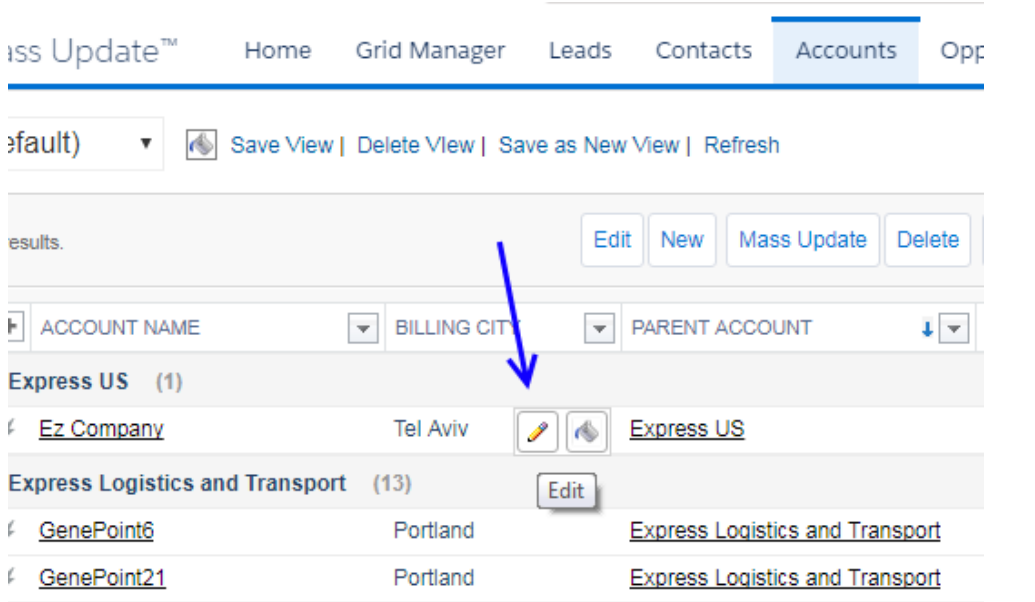 ass Update™ Home Grid Manager Leads Contacts Accounts Opp
efault) Save View | Delete VIew | Save as New View | Refresh
results. Edit New Mass Update Delete
ACCOUNT NAME BILLING CITY PARENT ACCOUNT
Express US (1)
Ez Company Tel Aviv Express US
Express Logistics and Transport (13)
Edit
GenePoint6 Portland Express Logistics and Transport
GenePoint21 Portland Express Logistics and Transport